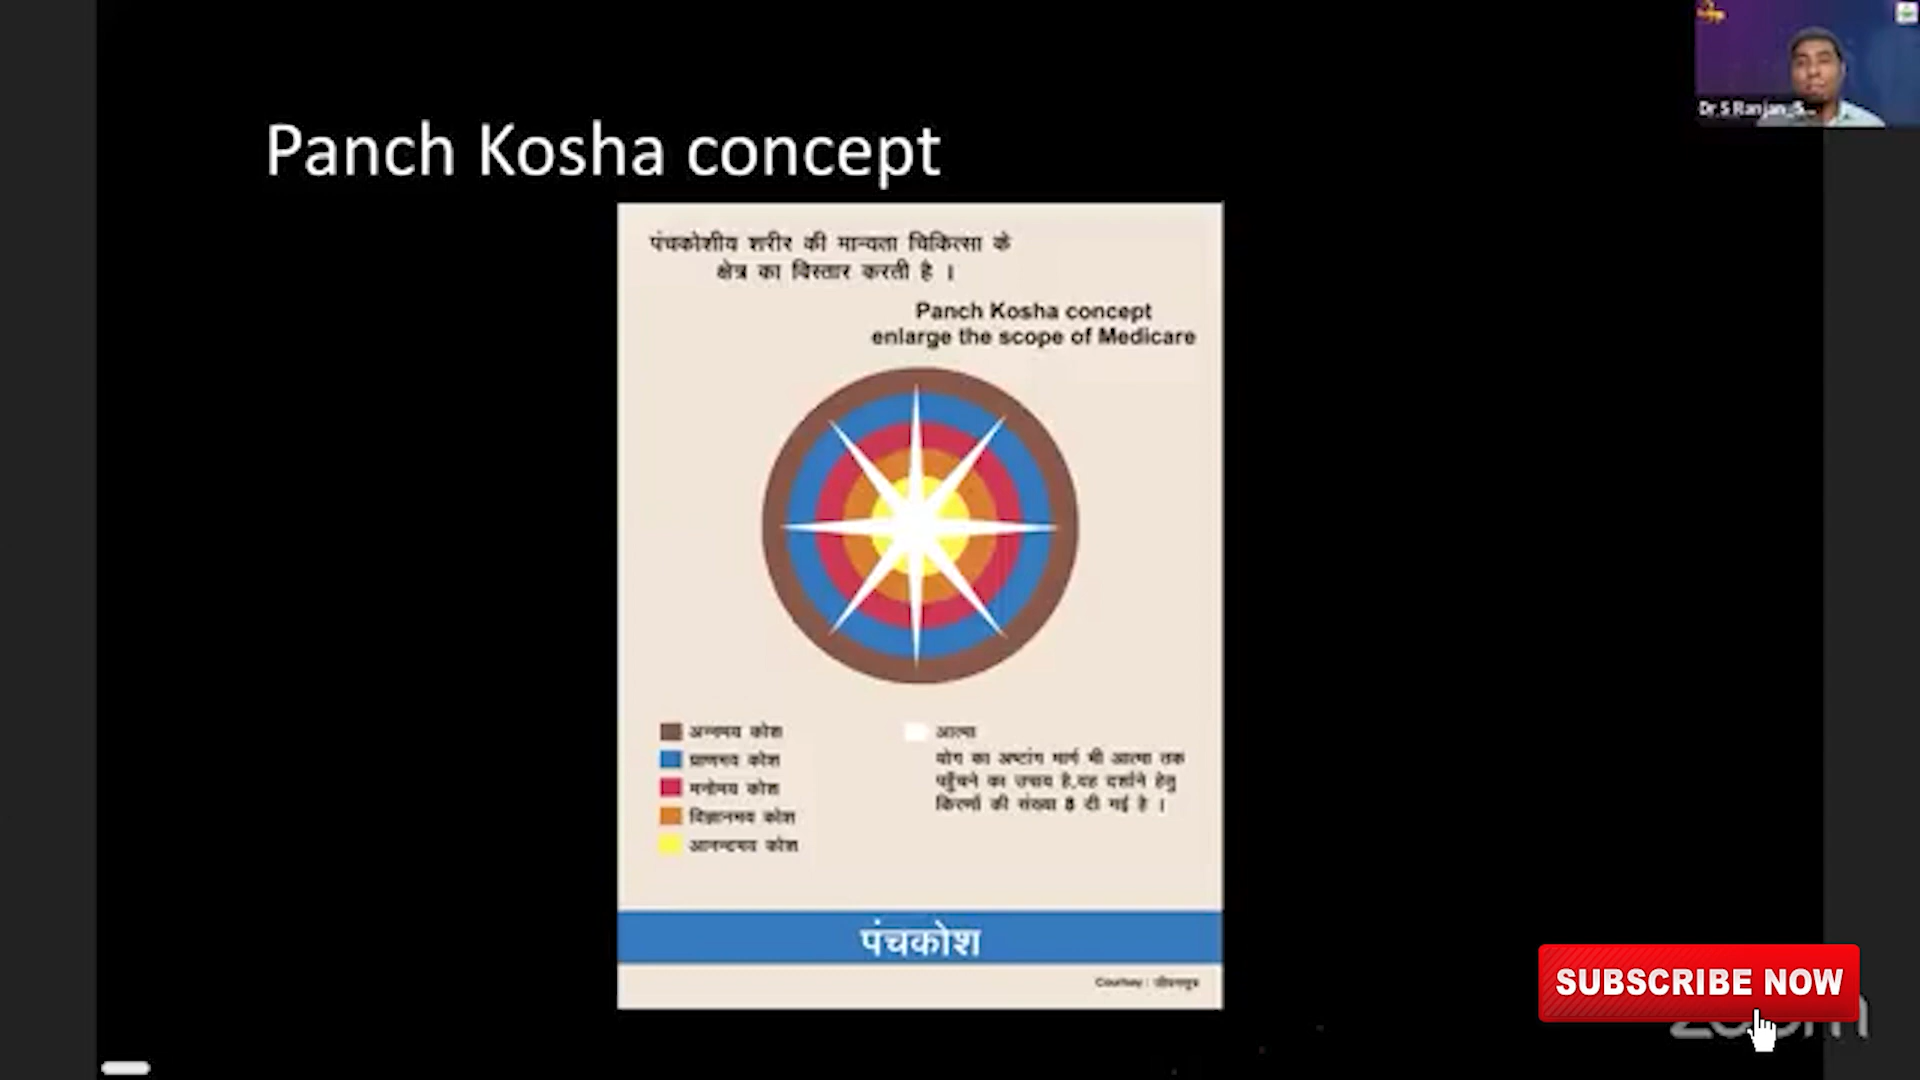 Dr S Ranjan_S...
Panch Kosha concept
पंचकोशीय शरीर की मान्यता चिकित्सा के
क्षेत्र का विस्तार करती है ।
Panch Kosha concept
enlarge the scope of Medicare
अन्नमय कोश
प्राणमय कोश
मनोमय कोश
विज्ञानमय कोश
आनन्दमय कोश
आत्मा
योग का अष्टांग मार्ग भी आत्मा तक
पहुँचने का उपाय है,यह दर्शाने हेतु
किरणों की संख्या 8 दी गई है ।
पंचकोश
SUBSCRIBE NOW
zoom